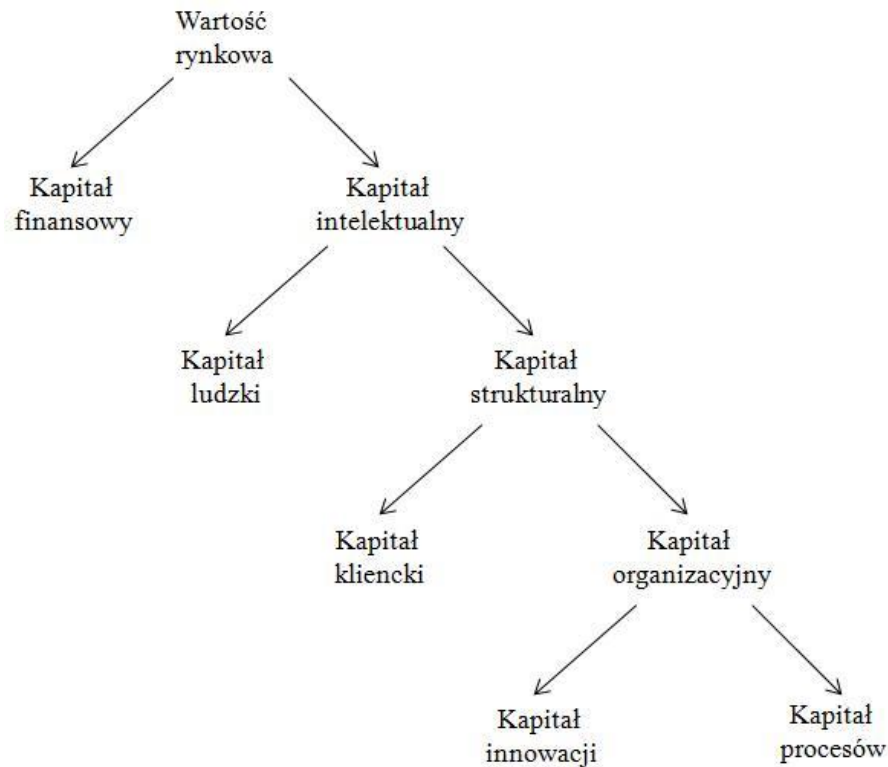 Wartość
rynkowa
Kapitał
finansowy
Kapitał
intelektualny
Kapitał
ludzki
Kapitał
strukturalny
Kapitał
kliencki
Kapitał
organizacyjny
Kapitał
innowacji
Kapitał
procesów